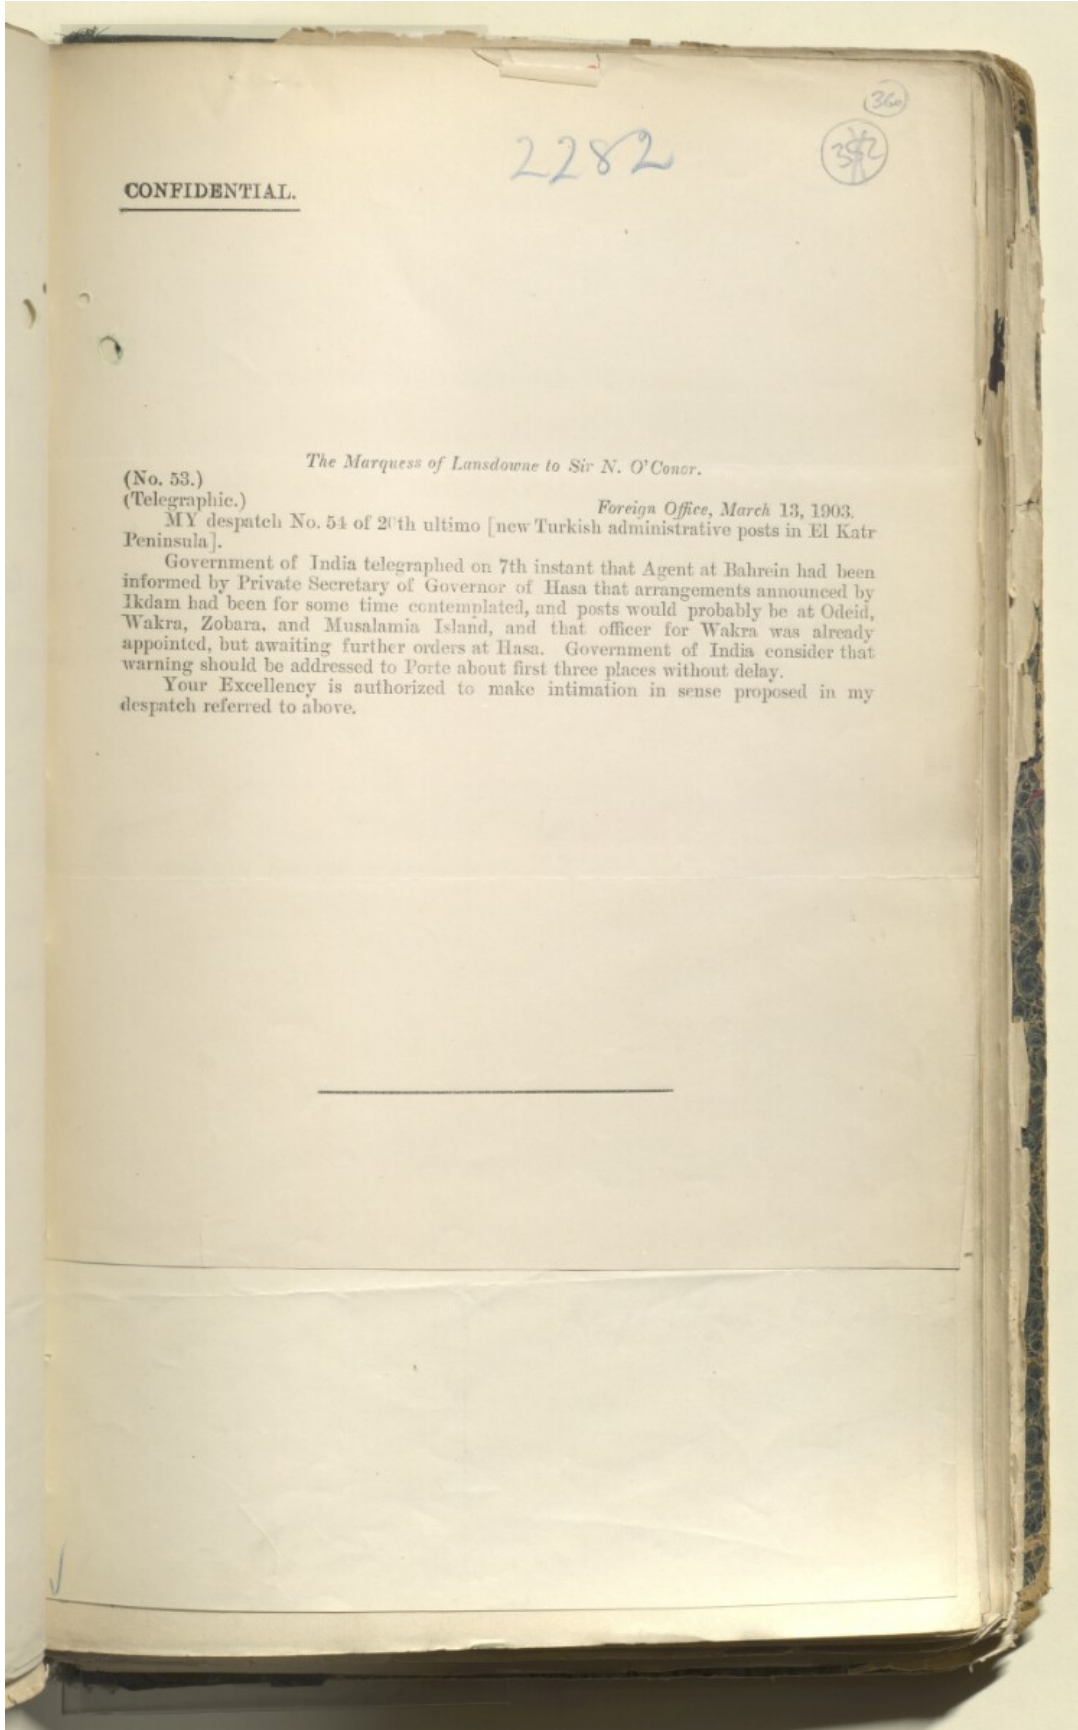 360
2282
352
CONFIDENTIAL.
The Marquess of Lansdowne to Sir N. O'Conor.
(No. 53.)
(Telegraphic.) Foreign Office, March 13, 1903.
MY despatch No. 54 of 20th ultimo [new Turkish administrative posts in El Katr
Peninsula].
Government of India telegraphed on 7th instant that Agent at Bahrein had been
informed by Private Secretary of Governor of Hasa that arrangements announced by
Ikdam had been for some time contemplated, and posts would probably be at Odeid,
Wakra, Zobara, and Musalamia Island, and that officer for Wakra was already
appointed, but awaiting further orders at Hasa. Government of India consider that
warning should be addressed to Porte about first three places without delay.
Your Excellency is authorized to make intimation in sense proposed in my
despatch referred to above.